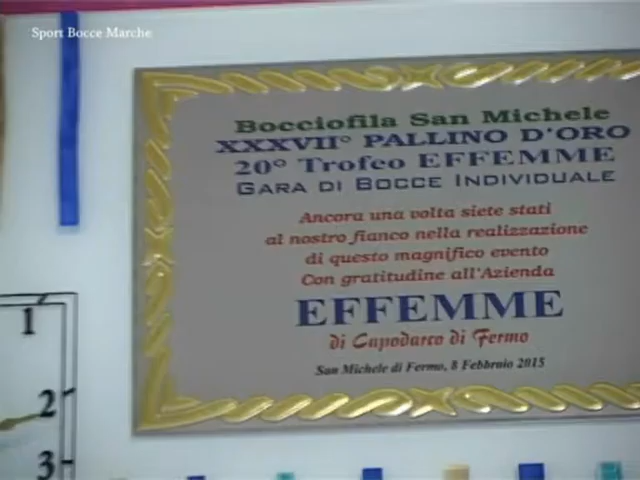 Sport Bocce Marche
Bocciofila San Michele
XXXVII° PALLINO D'ORO
20° Trofeo EFFEMME
GARA DI BOCCE INDIVIDUALE
Ancora una volta siete stati
al nostro fianco nella realizzazione
di questo magnifico evento
Con gratitudine all'Azienda
EFFEMME
di Capodarco di Fermo
San Michele di Fermo, 8 Febbraio 2015
1
2
3